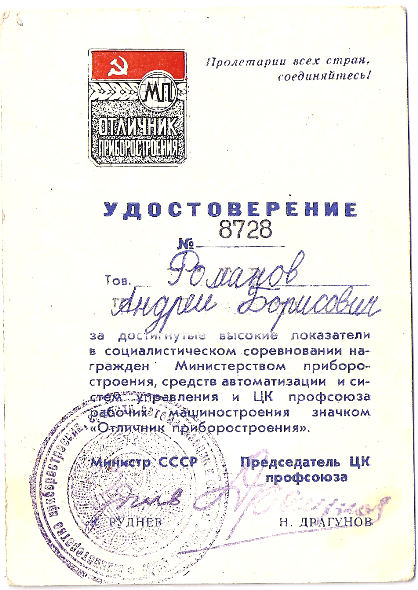 Пролетарии всех стран,
соединяйтесь!
МП
ОТЛИЧНИК
ПРИБОРОСТРОЕНИЯ
УДОСТОВЕРЕНИЕ
№ 8728
Тов. Романов
Андрей Борисович
за достигнутые высокие показатели
в социалистическом соревновании на-
гражден Министерством приборо-
строения, средств автоматизации и си-
стем управления и ЦК профсоюза
рабочих машиностроения значком
«Отличник приборостроения».
Министр СССР
Председатель ЦК
профсоюза
РУДНЕВ
Н. ДРАГУНОВ